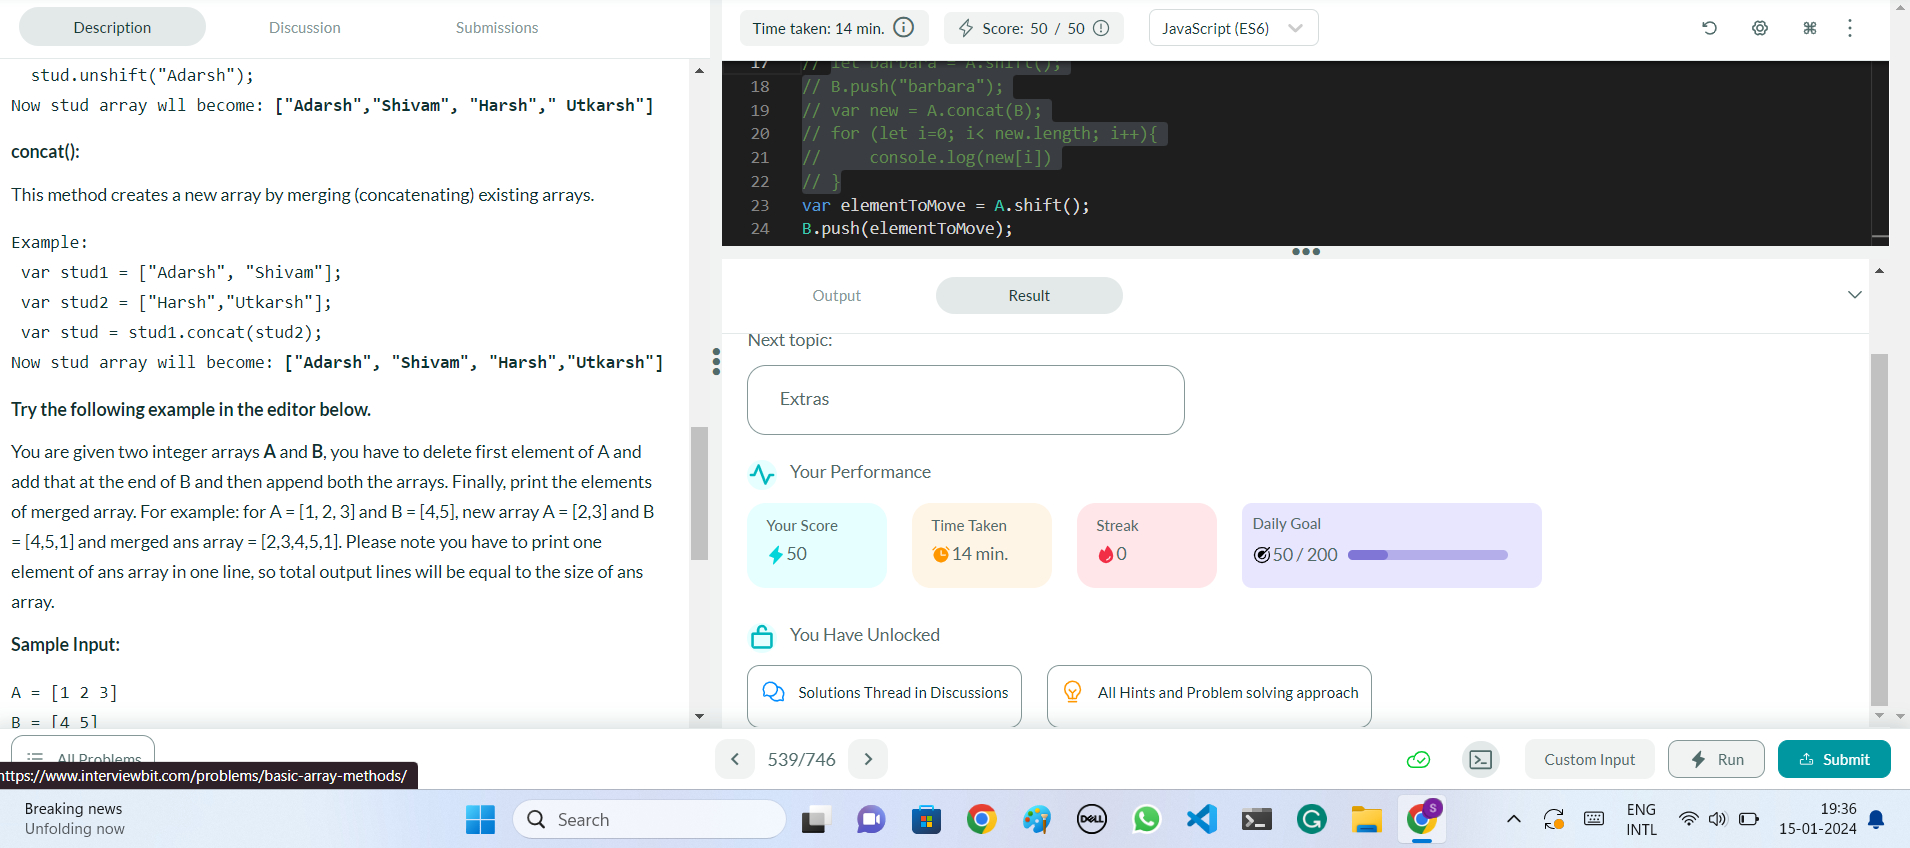 Description
Discussion
Submissions
stud.unshift("Adarsh");
Now stud array wll become: ["Adarsh","Shivam", "Harsh"," Utkarsh"]
concat():
This method creates a new array by merging (concatenating) existing arrays.
Example:
var stud1 = ["Adarsh", "Shivam"];
var stud2 = ["Harsh","Utkarsh"];
var stud = stud1.concat(stud2);
Now stud array will become: ["Adarsh", "Shivam", "Harsh","Utkarsh"]
Try the following example in the editor below.
You are given two integer arrays A and B, you have to delete first element of A and
add that at the end of B and then append both the arrays. Finally, print the elements
of merged array. For example: for A = [1, 2, 3] and B = [4,5], new array A = [2,3] and B
= [4,5,1] and merged ans array = [2,3,4,5,1]. Please note you have to print one
element of ans array in one line, so total output lines will be equal to the size of ans
array.
Sample Input:
A = [1 2 3]
B = [4 5]
All Problems
https://www.interviewbit.com/problems/basic-array-methods/
Time taken: 14 min.
Score: 50 / 50
JavaScript (ES6)
17 // let barbara = A.shift();
18 // B.push("barbara");
19 // var new = A.concat(B);
20 // for (let i=0; i< new.length; i++){
21 //     console.log(new[i])
22 // }
23 var elementToMove = A.shift();
24 B.push(elementToMove);
Output
Result
Next topic:
Extras
Your Performance
Your Score
50
Time Taken
14 min.
Streak
0
Daily Goal
50 / 200
You Have Unlocked
Solutions Thread in Discussions
All Hints and Problem solving approach
539/746
Custom Input
Run
Submit
Breaking news
Unfolding now
Search
DELL
S
ENG
INTL
19:36
15-01-2024